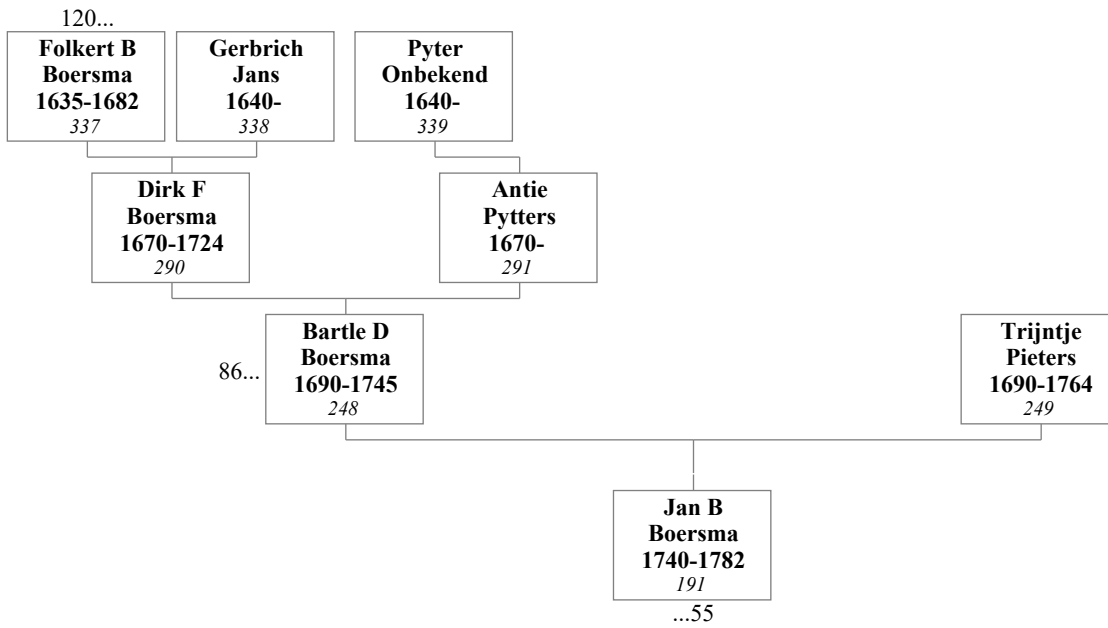 120...
Folkert B
Boersma
1635-1682
337
Gerbrich
Jans
1640-
338
Pyter
Onbekend
1640-
339
Dirk F
Boersma
1670-1724
290
Antie
Pytters
1670-
291
86...
Bartle D
Boersma
1690-1745
248
Trijntje
Pieters
1690-1764
249
Jan B
Boersma
1740-1782
191
...55